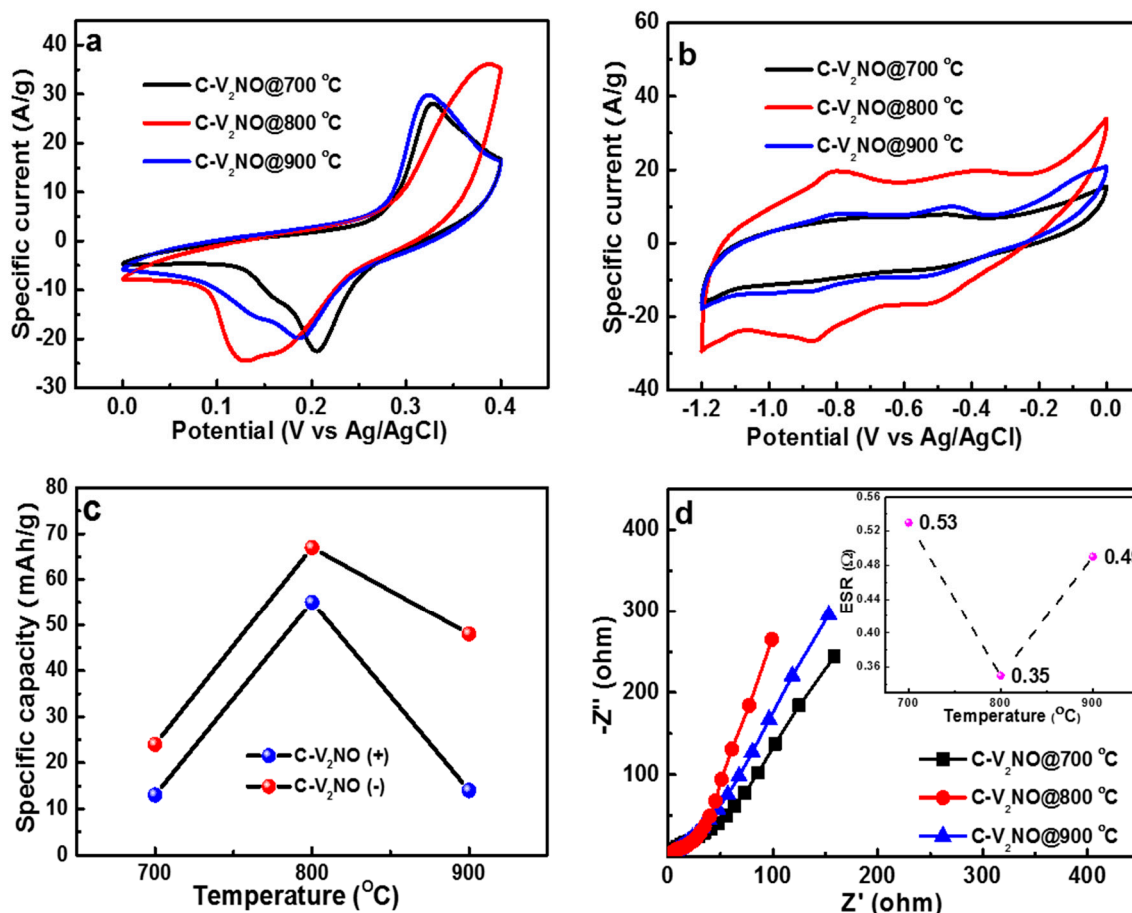 a
C-V₂NO@700 °C
C-V₂NO@800 °C
C-V₂NO@900 °C
40
30
20
10
0
-10
-20
-30
Specific current (A/g)
0.0 0.1 0.2 0.3 0.4
Potential (V vs Ag/AgCl)
b
C-V₂NO@700 °C
C-V₂NO@800 °C
C-V₂NO@900 °C
60
40
20
0
-20
-40
Specific current (A/g)
-1.2 -1.0 -0.8 -0.6 -0.4 -0.2 0.0
Potential (V vs Ag/AgCl)
c
80
70
60
50
40
30
20
10
0
Specific capacity (mAh/g)
C-V₂NO (+)
C-V₂NO (-)
700 800 900
Temperature (°C)
d
400
300
200
100
-Z'' (ohm)
0.56
0.52
0.48
0.44
0.40
0.36
ESR (Ω)
0.53
0.35
700 800 900
Temperature (°C)
C-V₂NO@700 °C
C-V₂NO@800 °C
C-V₂NO@900 °C
0 100 200 300 400
Z' (ohm)